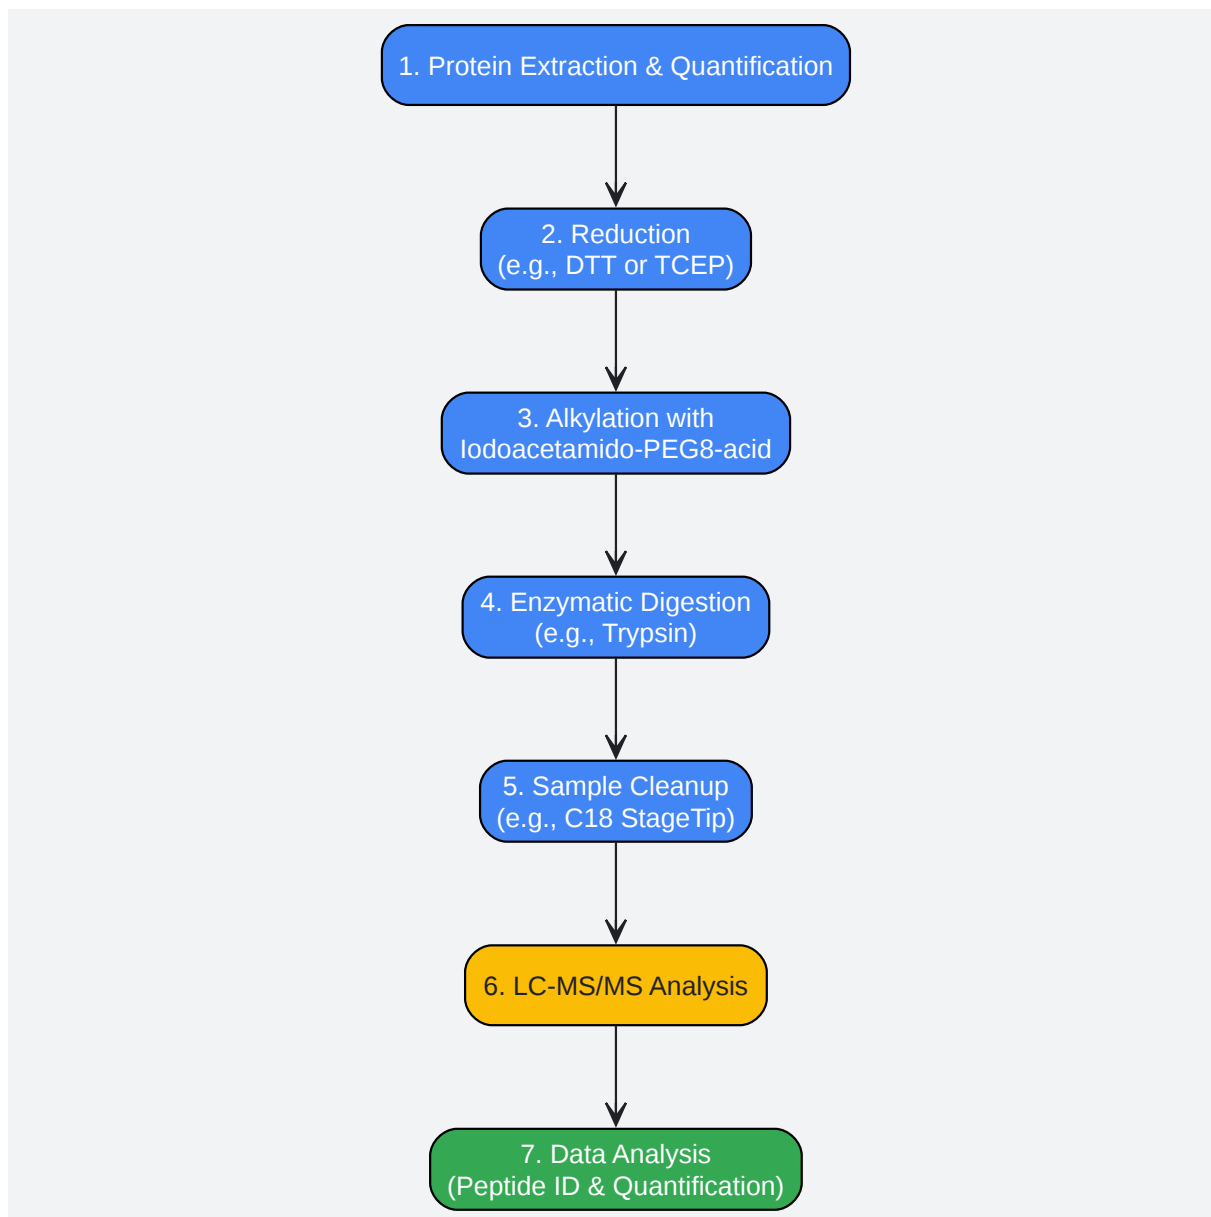 1. Protein Extraction & Quantification
2. Reduction
(e.g., DTT or TCEP)
3. Alkylation with
Iodoacetamido-PEG8-acid
4. Enzymatic Digestion
(e.g., Trypsin)
5. Sample Cleanup
(e.g., C18 StageTip)
6. LC-MS/MS Analysis
7. Data Analysis
(Peptide ID & Quantification)